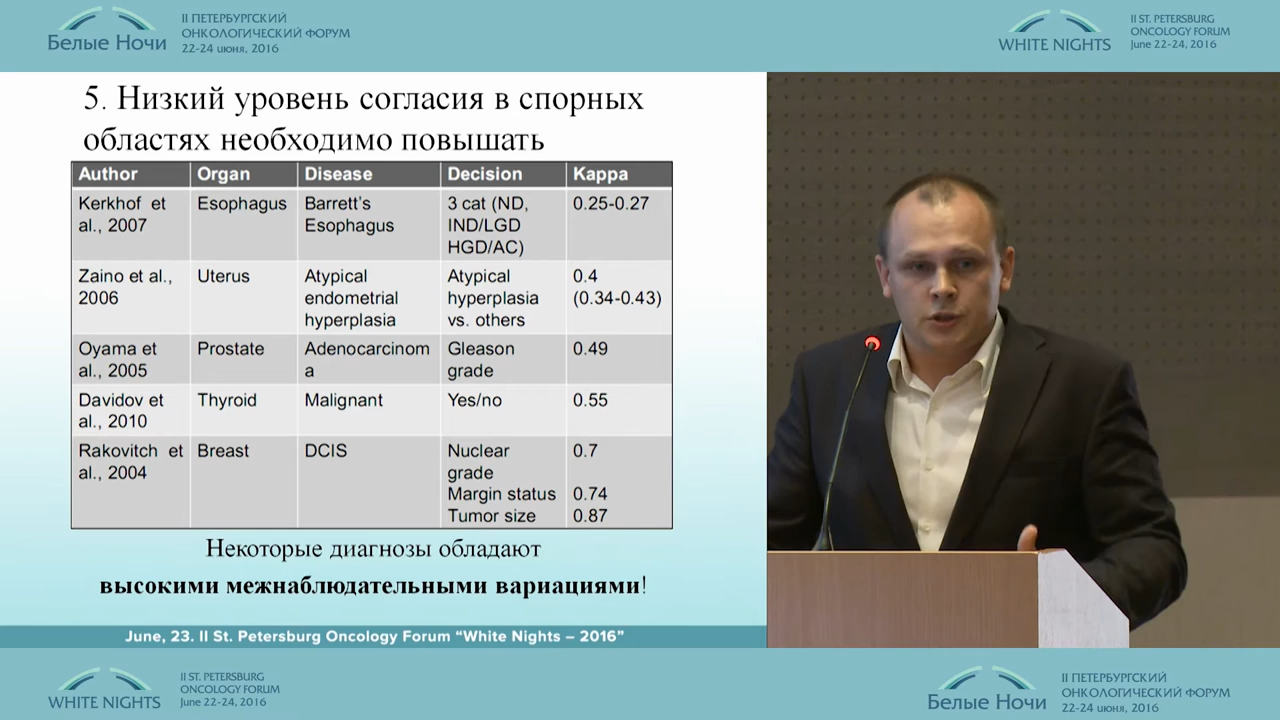 II ПЕТЕРБУРГСКИЙ
ОНКОЛОГИЧЕСКИЙ ФОРУМ
Белые Ночи
22-24 июня, 2016
II ST. PETERSBURG
ONCOLOGY FORUM
WHITE NIGHTS
June 22-24, 2016
5. Низкий уровень согласия в спорных
областях необходимо повышать
Author Organ Disease Decision Kappa
Kerkhof et Esophagus Barrett's 3 cat (ND, 0.25-0.27
al., 2007 Esophagus IND/LGD
HGD/AC)
Zaino et al., Uterus Atypical Atypical 0.4
2006 endometrial hyperplasia (0.34-0.43)
hyperplasia vs. others
Oyama et Prostate Adenocarcinom Gleason 0.49
al., 2005 a grade
Davidov et Thyroid Malignant Yes/no 0.55
al., 2010
Rakovitch et Breast DCIS Nuclear 0.7
al., 2004 grade
Margin status 0.74
Tumor size 0.87
Некоторые диагнозы обладают
высокими межнаблюдательными вариациями!
June, 23. II St. Petersburg Oncology Forum “White Nights – 2016”
II ST. PETERSBURG
ONCOLOGY FORUM
WHITE NIGHTS
June 22-24, 2016
II ПЕТЕРБУРГСКИЙ
ОНКОЛОГИЧЕСКИЙ ФОРУМ
Белые Ночи
22-24 июня, 2016